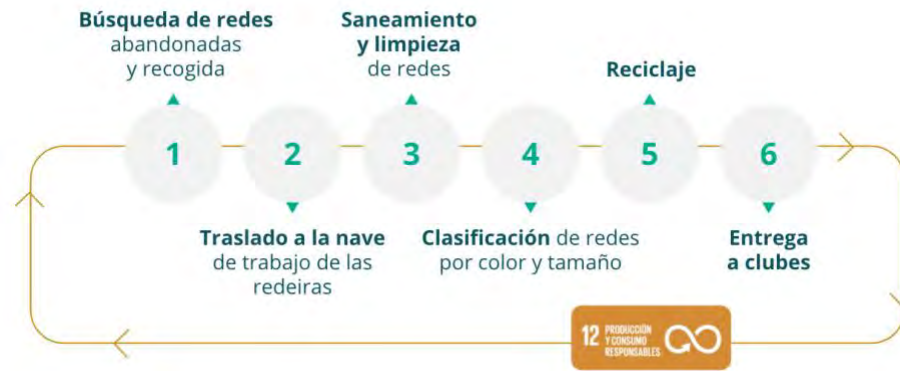 Búsqueda de redes
abandonadas
y recogida
Saneamiento
y limpieza
de redes
Reciclaje
1
2
3
4
5
6
Traslado a la nave
de trabajo de las
redeiras
Clasificación de redes
por color y tamaño
Entrega
a clubes
12 PRODUCCIÓN
Y CONSUMO
RESPONSABLES